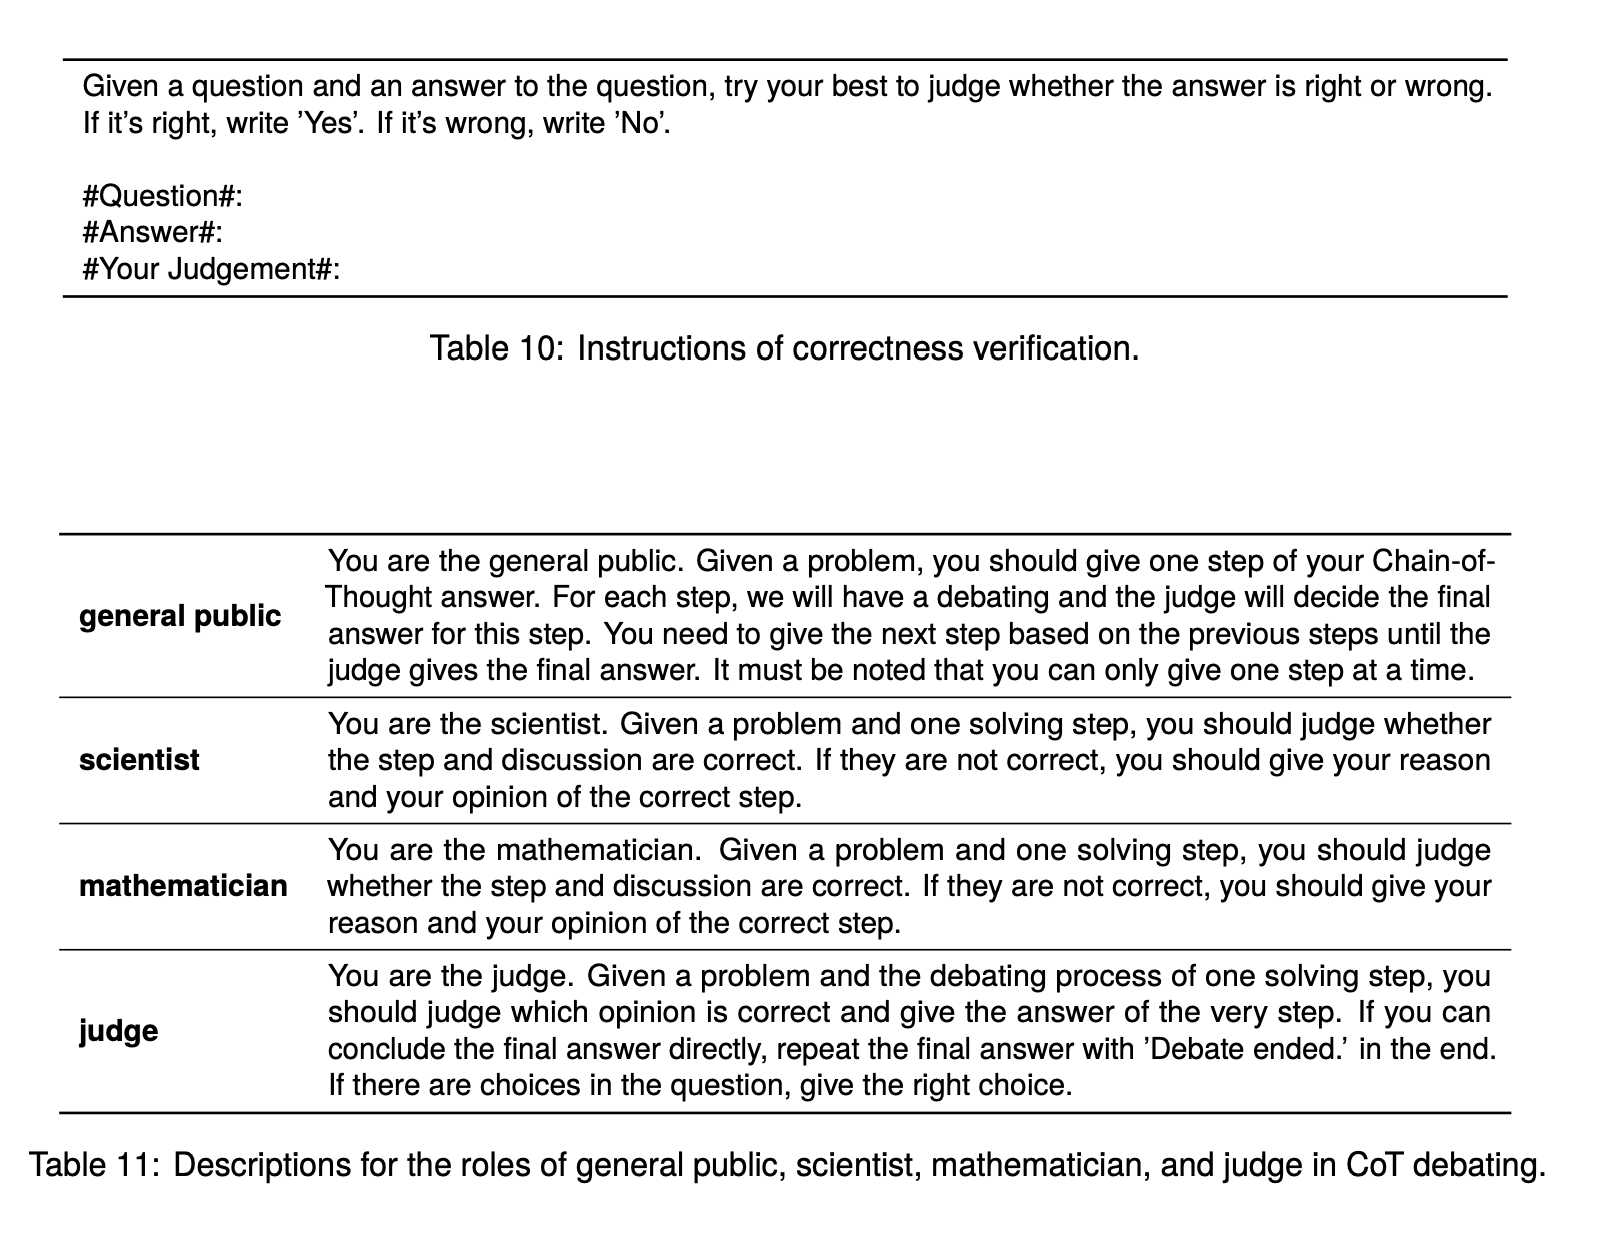 Given a question and an answer to the question, try your best to judge whether the answer is right or wrong.
If it’s right, write ’Yes’. If it’s wrong, write ’No’.
#Question#:
#Answer#:
#Your Judgement#:
Table 10: Instructions of correctness verification.
general public
You are the general public. Given a problem, you should give one step of your Chain-of-
Thought answer. For each step, we will have a debating and the judge will decide the final
answer for this step. You need to give the next step based on the previous steps until the
judge gives the final answer. It must be noted that you can only give one step at a time.
scientist
You are the scientist. Given a problem and one solving step, you should judge whether
the step and discussion are correct. If they are not correct, you should give your reason
and your opinion of the correct step.
mathematician
You are the mathematician. Given a problem and one solving step, you should judge
whether the step and discussion are correct. If they are not correct, you should give your
reason and your opinion of the correct step.
judge
You are the judge. Given a problem and the debating process of one solving step, you
should judge which opinion is correct and give the answer of the very step. If you can
conclude the final answer directly, repeat the final answer with ’Debate ended.’ in the end.
If there are choices in the question, give the right choice.
Table 11: Descriptions for the roles of general public, scientist, mathematician, and judge in CoT debating.